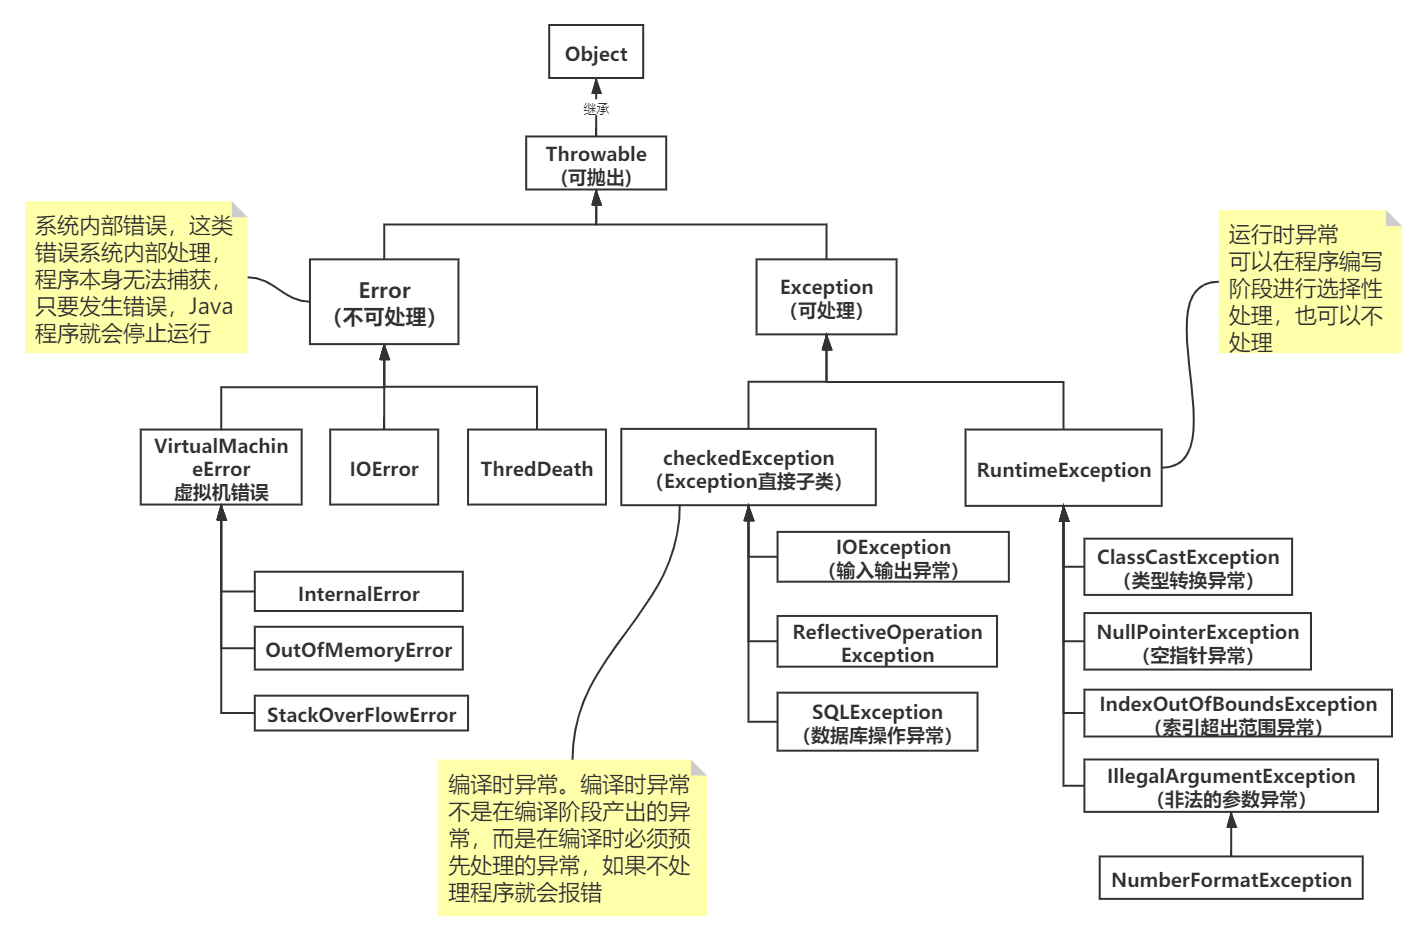 Object
继承
Throwable
(可抛出)
系统内部错误，这类
错误系统内部处理，
程序本身无法捕获，
只要发生错误，Java
程序就会停止运行
Error
（不可处理）
Exception
（可处理）
运行时异常
可以在程序编写
阶段进行选择性
处理，也可以不
处理
VirtualMachin
eError
虚拟机错误
IOError
ThredDeath
checkedException
（Exception直接子类）
RuntimeException
InternalError
OutOfMemoryError
StackOverFlowError
IOException
（输入输出异常）
ReflectiveOperation
Exception
SQLException
（数据库操作异常）
ClassCastException
（类型转换异常）
NullPointerException
（空指针异常）
IndexOutOfBoundsException
（索引超出范围异常）
IllegalArgumentException
（非法的参数异常）
NumberFormatException
编译时异常。编译时异常
不是在编译阶段产出的异
常，而是在编译时必须预
先处理的异常，如果不处
理程序就会报错